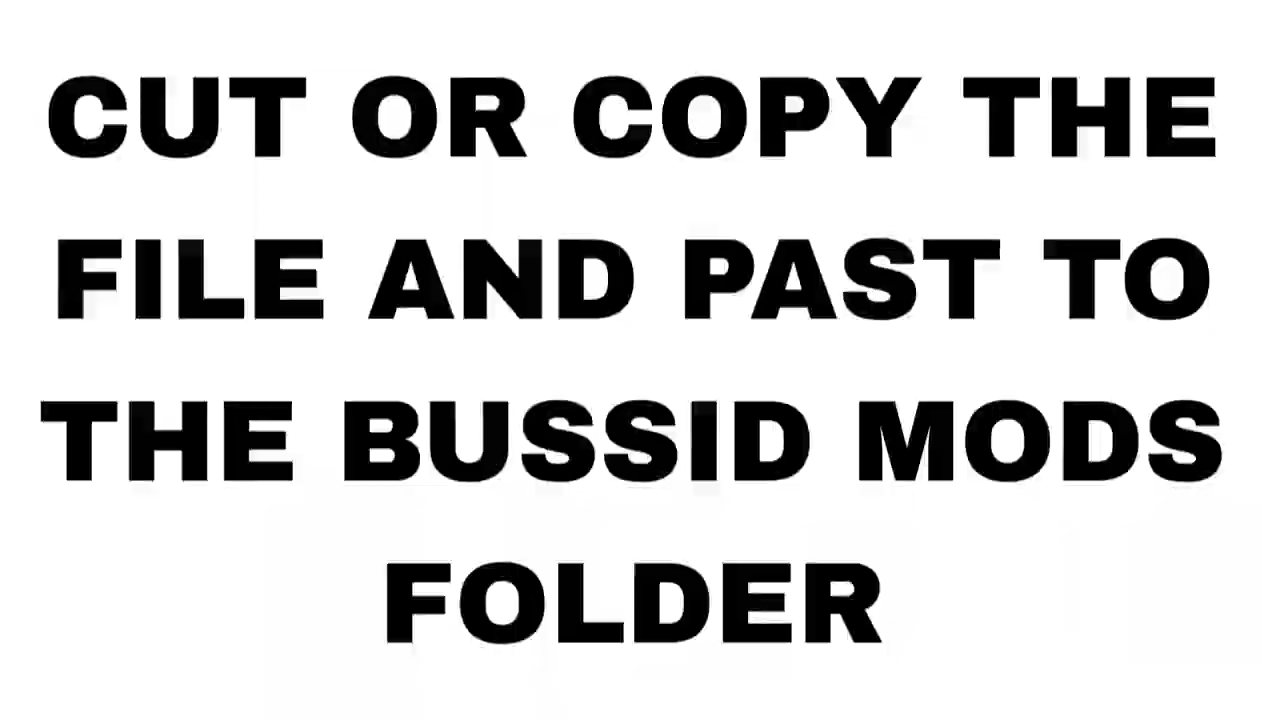 CUT OR COPY THE
FILE AND PAST TO
THE BUSSID MODS
FOLDER